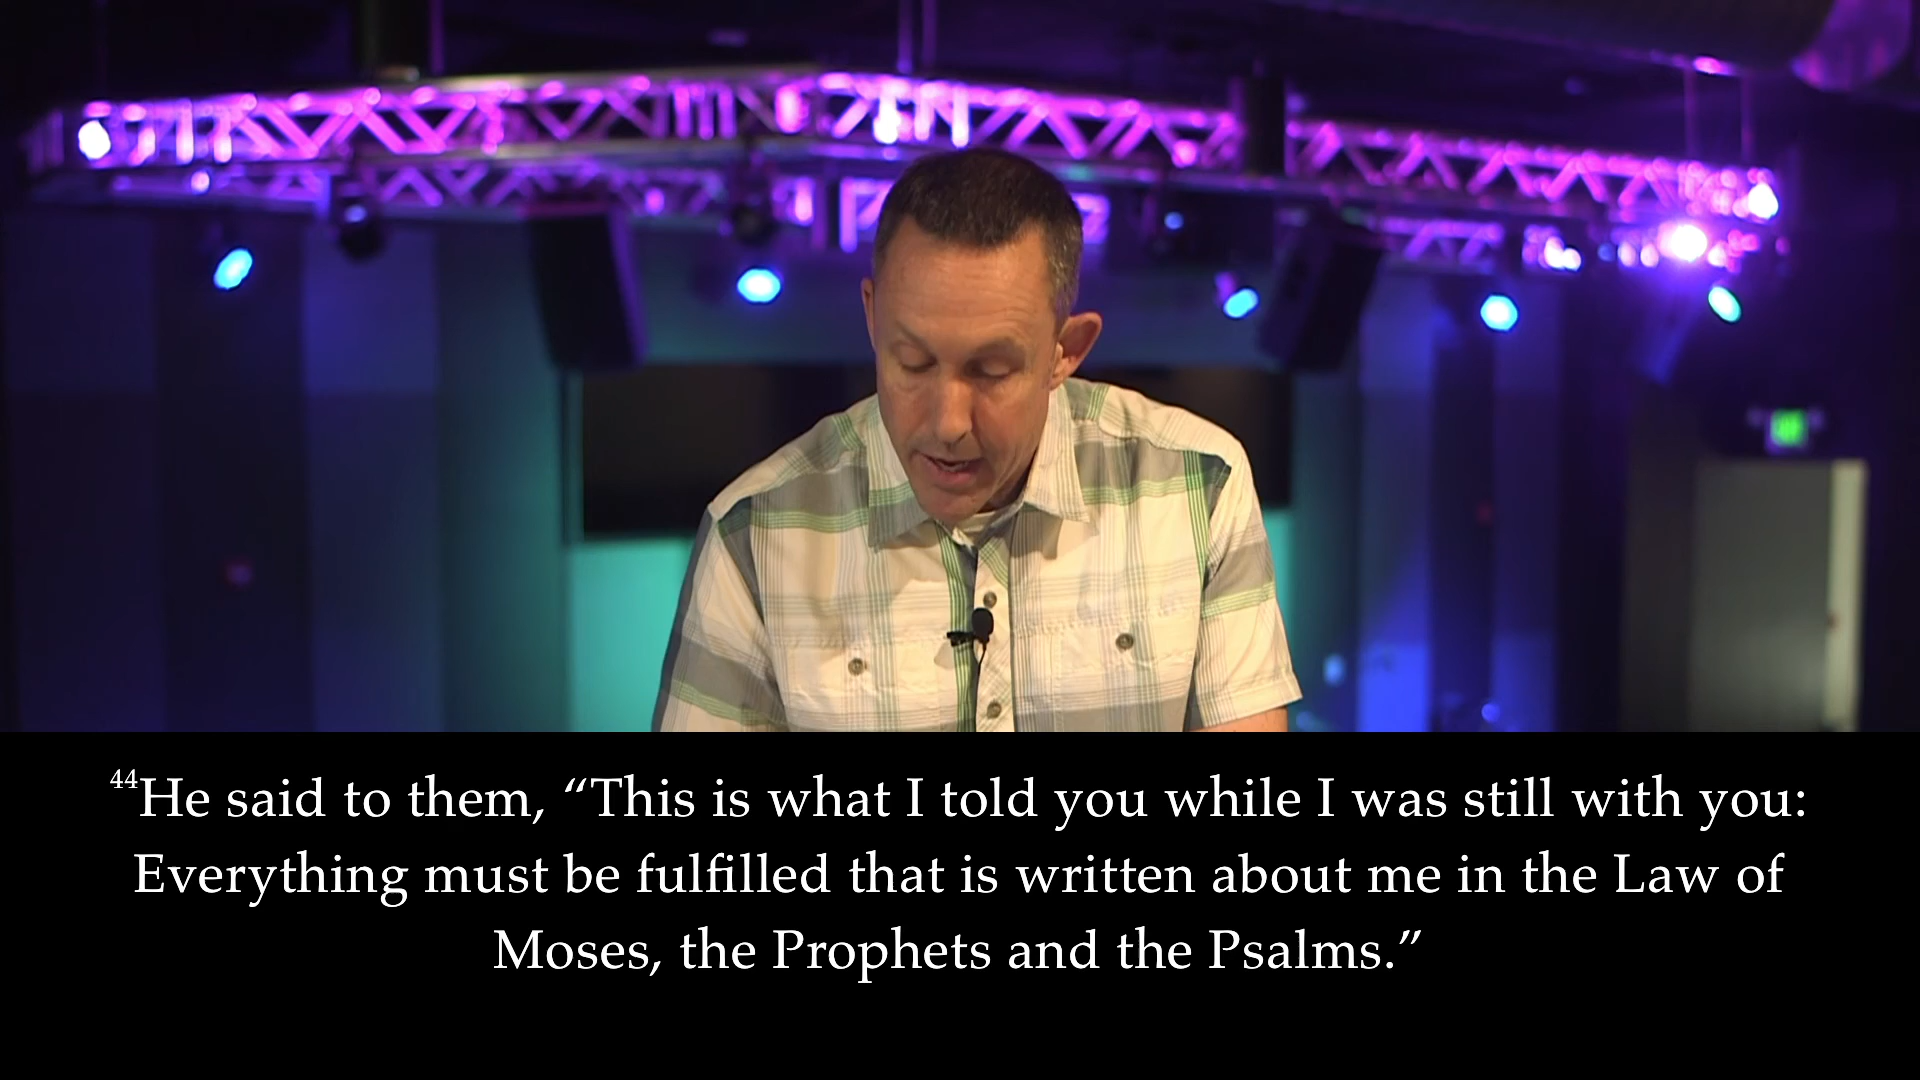 ⁴⁴He said to them, “This is what I told you while I was still with you:
Everything must be fulfilled that is written about me in the Law of
Moses, the Prophets and the Psalms.”